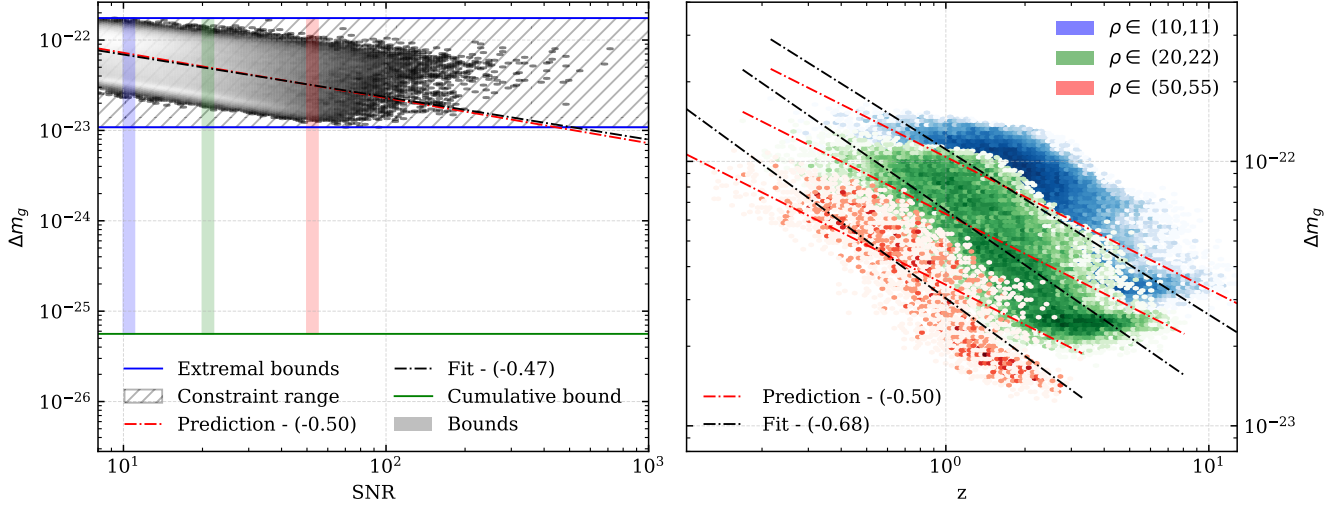 10⁻²²
10⁻²³
10⁻²⁴
10⁻²⁵
10⁻²⁶
Δm_g
Extremal bounds
Constraint range
Prediction - (-0.50)
Fit - (-0.47)
Cumulative bound
Bounds
10¹
10²
10³
SNR
ρ ∈ (10,11)
ρ ∈ (20,22)
ρ ∈ (50,55)
Prediction - (-0.50)
Fit - (-0.68)
10⁰
10¹
z
10⁻²²
10⁻²³
Δm_g